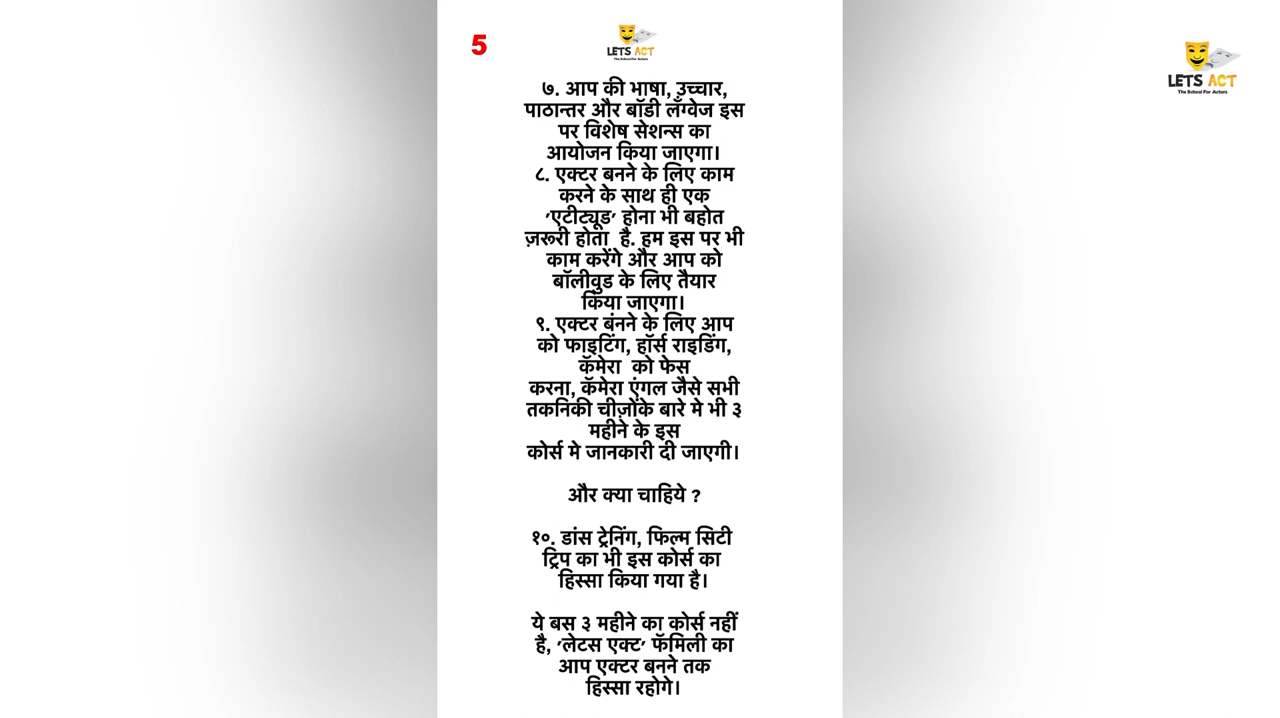 5
LETS ACT
The School For Actors
LETS ACT
The School For Actors
७. आप की भाषा, उच्चार,
पाठान्तर और बॉडी लँग्वेज इस
पर विशेष सेशन्स का
आयोजन किया जाएगा।
८. एक्टर बनने के लिए काम
करने के साथ ही एक
'एटीट्यूड' होना भी बहोत
ज़रूरी होता  है. हम इस पर भी
काम करेंगे और आप को
बॉलीवुड के लिए तैयार
किया जाएगा।
९. एक्टर बंनने के लिए आप
को फाइटिंग, हॉर्स राइडिंग,
कॅमेरा  को फेस
करना, कॅमेरा एंगल जैसे सभी
तकनिकी चीज़ोंके बारे मे भी ३
महीने के इस
कोर्स मे जानकारी दी जाएगी।
और क्या चाहिये ?
१०. डांस ट्रेनिंग, फिल्म सिटी
ट्रिप का भी इस कोर्स का
हिस्सा किया गया है।
ये बस ३ महीने का कोर्स नहीं
है, 'लेटस एक्ट' फॅमिली का
आप एक्टर बनने तक
हिस्सा रहोगे।